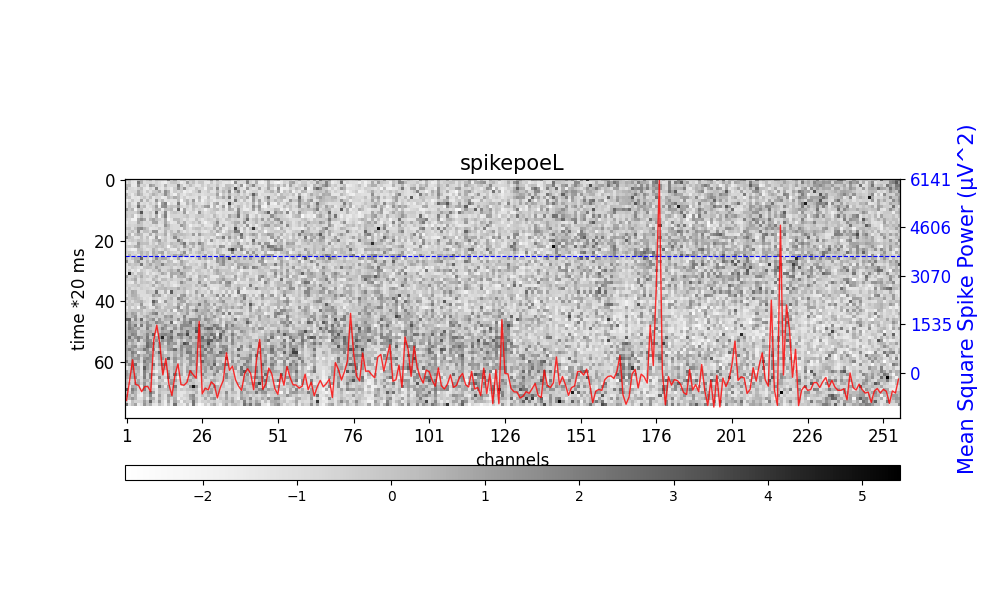 spikepoeL
0
20
40
60
time *20 ms
6141
4606
3070
1535
0
Mean Square Spike Power (μV^2)
1 26 51 76 101 126 151 176 201 226 251
channels
−2 −1 0 1 2 3 4 5